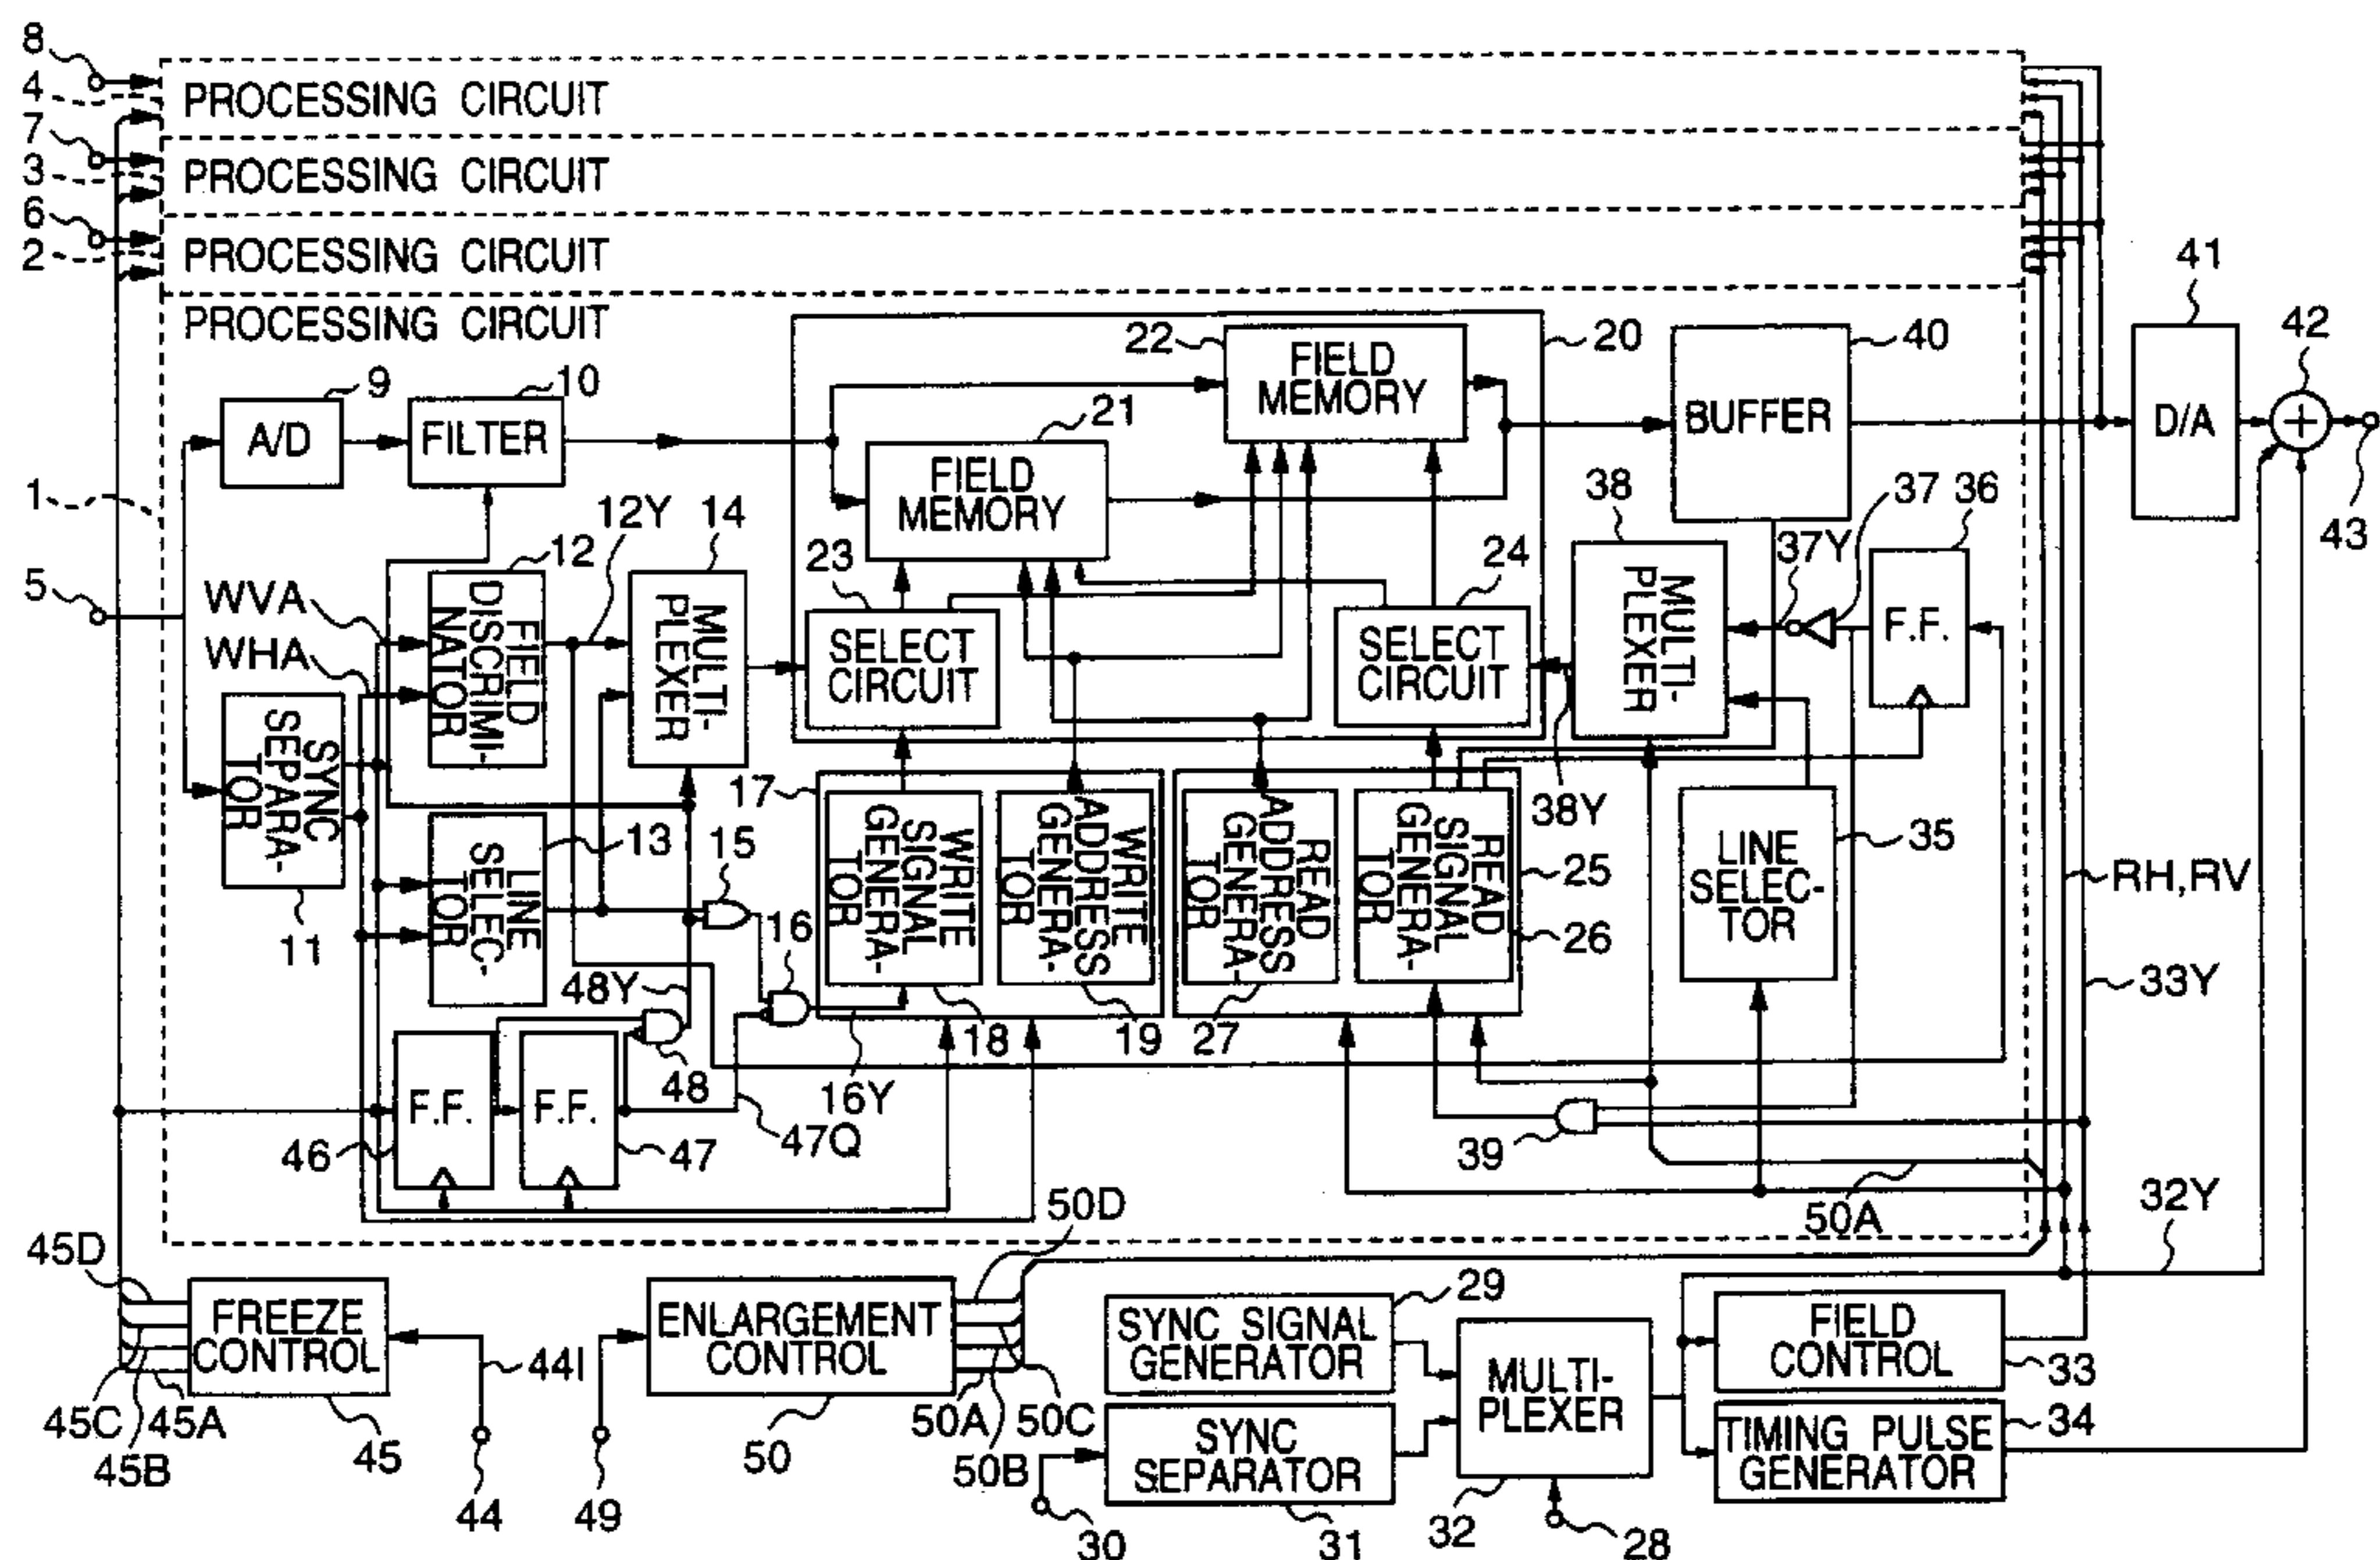 8
4
PROCESSING CIRCUIT
7
3
PROCESSING CIRCUIT
6
2
PROCESSING CIRCUIT
PROCESSING CIRCUIT
1
5
9
A/D
10
FILTER
20
22
FIELD
MEMORY
21
FIELD
MEMORY
40
BUFFER
41
D/A
42
43
WVA
WHA
12
FIELD
DISCRIMI-
NATOR
12Y
14
MULTI-
PLEXER
23
SELECT
CIRCUIT
24
SELECT
CIRCUIT
38
MULTI-
PLEXER
37Y
37
36
F.F.
38Y
SYNC
SEPARA-
TOR
11
13
LINE
SELEC-
TOR
15
16
17
WRITE
SIGNAL
GENERA-
TOR
18
WRITE
ADDRESS
GENERA-
TOR
19
READ
ADDRESS
GENERA-
TOR
27
READ
SIGNAL
GENERA-
TOR
25
26
LINE
SELEC-
TOR
35
RH,RV
33Y
48Y
48
16Y
47Q
F.F.
46
F.F.
47
39
50A
32Y
45D
FREEZE
CONTROL
45C
45A
45B
45
44I
44
50D
ENLARGEMENT
CONTROL
50A
50C
50B
50
49
29
SYNC SIGNAL
GENERATOR
SYNC
SEPARATOR
30
31
MULTI-
PLEXER
32
28
FIELD
CONTROL
33
TIMING PULSE
GENERATOR
34